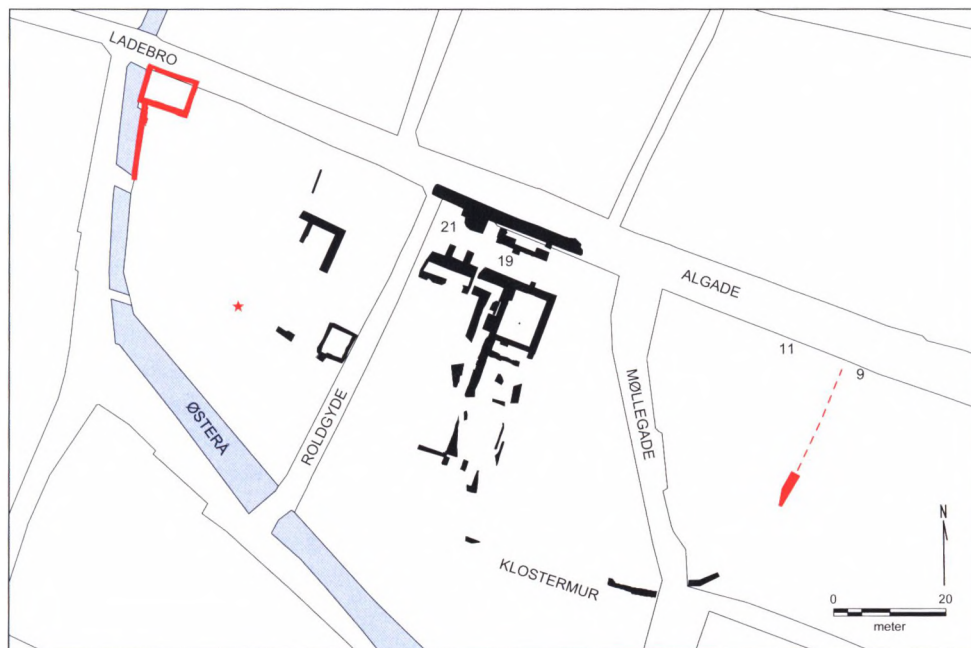 LADEBRO
21
19
ALGADE
11
9
MØLLEGADE
ROLDGYDE
ØSTERÅ
KLOSTERMUR
N
0 20
meter